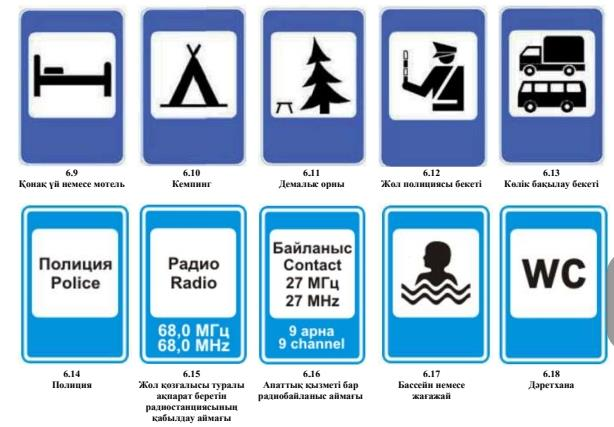 6.9
Қонақ үй немесе мотель
6.10
Кемпинг
6.11
Демалыс орны
6.12
Жол полициясы бекеті
6.13
Көлік бақылау бекеті
Полиция
Police
6.14
Полиция
Радио
Radio
68,0 МГц
68,0 MHz
6.15
Жол қозғалысы туралы
ақпарат беретін
радиостанциясының
қабылдау аймағы
Байланыс
Contact
27 МГц
27 MHz
9 арна
9 channel
6.16
Апаттық қызметі бар
радиобайланыс аймағы
6.17
Бассейн немесе
жағажай
WC
6.18
Дәретхана